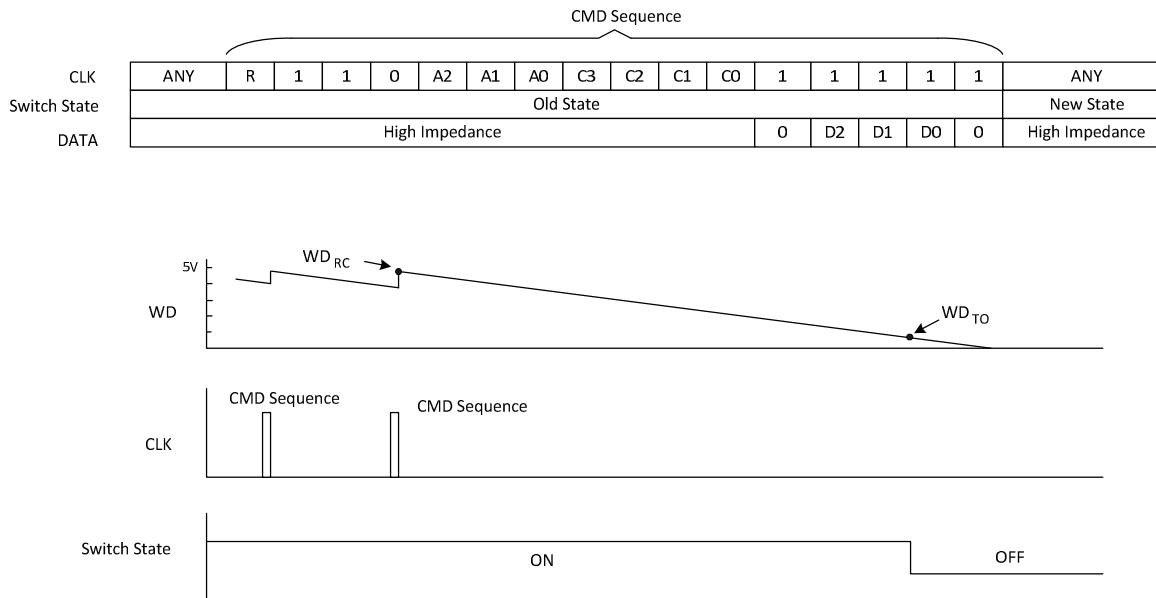 CMD Sequence
CLK ANY R 1 1 0 A2 A1 A0 C3 C2 C1 C0 1 1 1 1 1 ANY
Switch State Old State New State
DATA High Impedance 0 D2 D1 D0 0 High Impedance
WD RC
5V
WD
WD TO
CMD Sequence
CMD Sequence
CLK
Switch State
ON
OFF